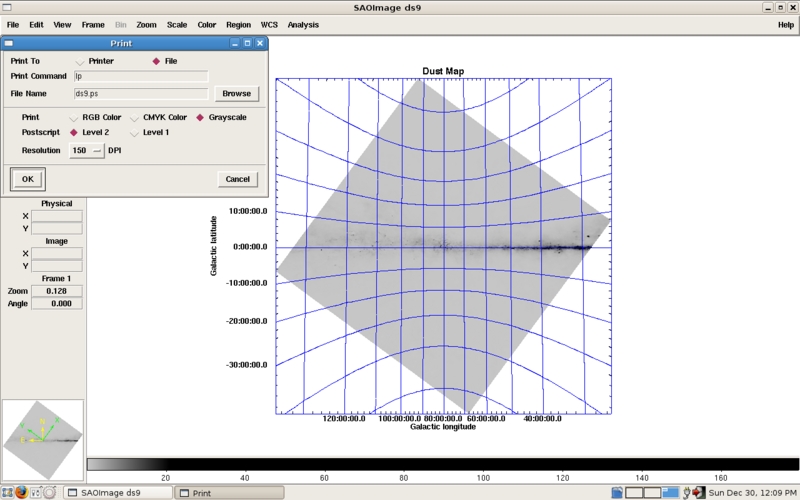 SAOImage ds9
File Edit View Frame Bin Zoom Scale Color Region WCS Analysis Help
Print
Print To Printer File
Print Command lp
File Name ds9.ps Browse
Print RGB Color CMYK Color Grayscale
Postscript Level 2 Level 1
Resolution 150 DPI
OK Cancel
Physical
X
Y
Image
X
Y
Frame 1
Zoom 0.128
Angle 0.000
Dust Map
Galactic latitude
10:00:00.0
0:00:00.0
-10:00:00.0
-20:00:00.0
-30:00:00.0
120:00:00.0 100:00:00.0 80:00:00.0 60:00:00.0 40:00:00.0
Galactic longitude
20 40 60 80 100 120 140 160
SAOImage ds9 Print Sun Dec 30, 12:09 PM